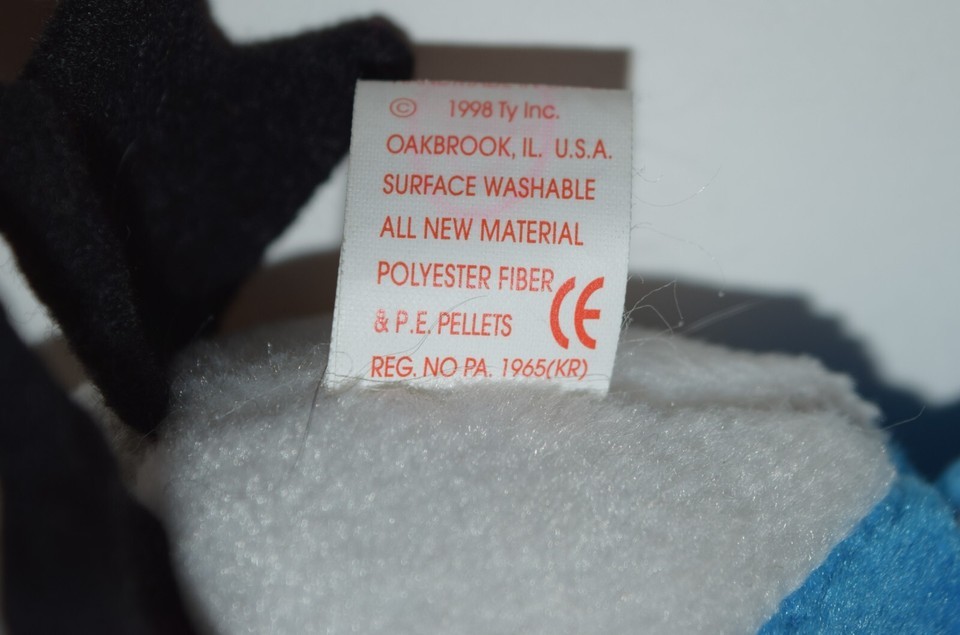 © 1998 Ty Inc.
OAKBROOK, IL. U.S.A.
SURFACE WASHABLE
ALL NEW MATERIAL
POLYESTER FIBER
& P.E. PELLETS CE
REG. NO PA. 1965(KR)